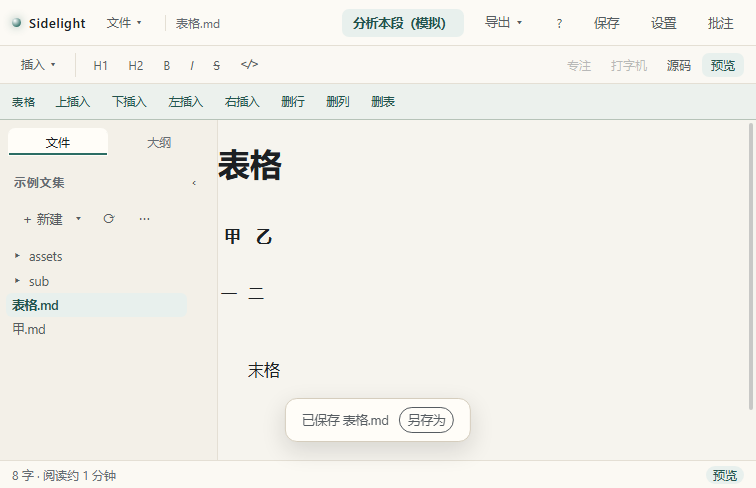 Sidelight 文件 表格.md 分析本段（模拟） 导出 ? 保存 设置 批注
插入 H1 H2 B I S </> 专注 打字机 源码 预览
表格 上插入 下插入 左插入 右插入 删行 删列 删表
文件 大纲
示例文集
+ 新建 ...
assets
sub
表格.md
甲.md
表格
甲 乙
一 二
末格
已保存 表格.md 另存为
8 字 · 阅读约 1 分钟 预览